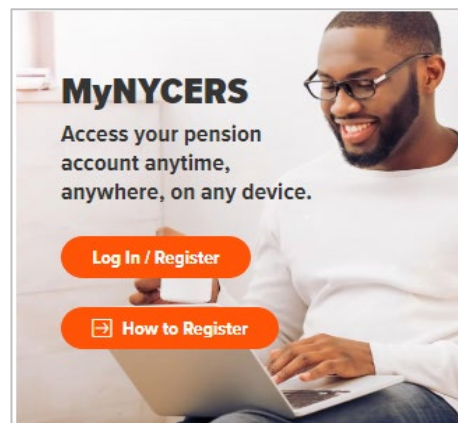 MyNYCERS
Access your pension
account anytime,
anywhere, on any device.
Log In / Register
How to Register